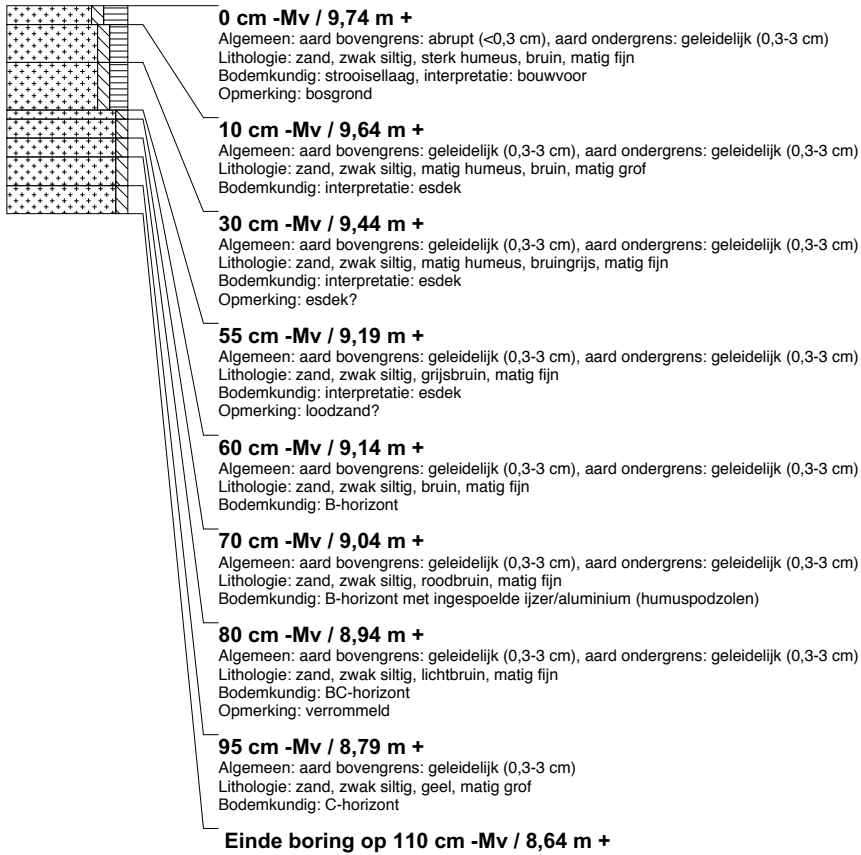 0 cm -Mv / 9,74 m +
Algemeen: aard bovengrens: abrupt (<0,3 cm), aard ondergrens: geleidelijk (0,3-3 cm)
Lithologie: zand, zwak siltig, sterk humeus, bruin, matig fijn
Bodemkundig: strooisellaag, interpretatie: bouwvoor
Opmerking: bosgrond
10 cm -Mv / 9,64 m +
Algemeen: aard bovengrens: geleidelijk (0,3-3 cm), aard ondergrens: geleidelijk (0,3-3 cm)
Lithologie: zand, zwak siltig, matig humeus, bruin, matig grof
Bodemkundig: interpretatie: esdek
30 cm -Mv / 9,44 m +
Algemeen: aard bovengrens: geleidelijk (0,3-3 cm), aard ondergrens: geleidelijk (0,3-3 cm)
Lithologie: zand, zwak siltig, matig humeus, bruingrijs, matig fijn
Bodemkundig: interpretatie: esdek
Opmerking: esdek?
55 cm -Mv / 9,19 m +
Algemeen: aard bovengrens: geleidelijk (0,3-3 cm), aard ondergrens: geleidelijk (0,3-3 cm)
Lithologie: zand, zwak siltig, grijsbruin, matig fijn
Bodemkundig: interpretatie: esdek
Opmerking: loodzand?
60 cm -Mv / 9,14 m +
Algemeen: aard bovengrens: geleidelijk (0,3-3 cm), aard ondergrens: geleidelijk (0,3-3 cm)
Lithologie: zand, zwak siltig, bruin, matig fijn
Bodemkundig: B-horizont
70 cm -Mv / 9,04 m +
Algemeen: aard bovengrens: geleidelijk (0,3-3 cm), aard ondergrens: geleidelijk (0,3-3 cm)
Lithologie: zand, zwak siltig, roodbruin, matig fijn
Bodemkundig: B-horizont met ingespoelde ijzer/aluminium (humuspodzolen)
80 cm -Mv / 8,94 m +
Algemeen: aard bovengrens: geleidelijk (0,3-3 cm), aard ondergrens: geleidelijk (0,3-3 cm)
Lithologie: zand, zwak siltig, lichtbruin, matig fijn
Bodemkundig: BC-horizont
Opmerking: verrommeld
95 cm -Mv / 8,79 m +
Algemeen: aard bovengrens: geleidelijk (0,3-3 cm)
Lithologie: zand, zwak siltig, geel, matig grof
Bodemkundig: C-horizont
Einde boring op 110 cm -Mv / 8,64 m +